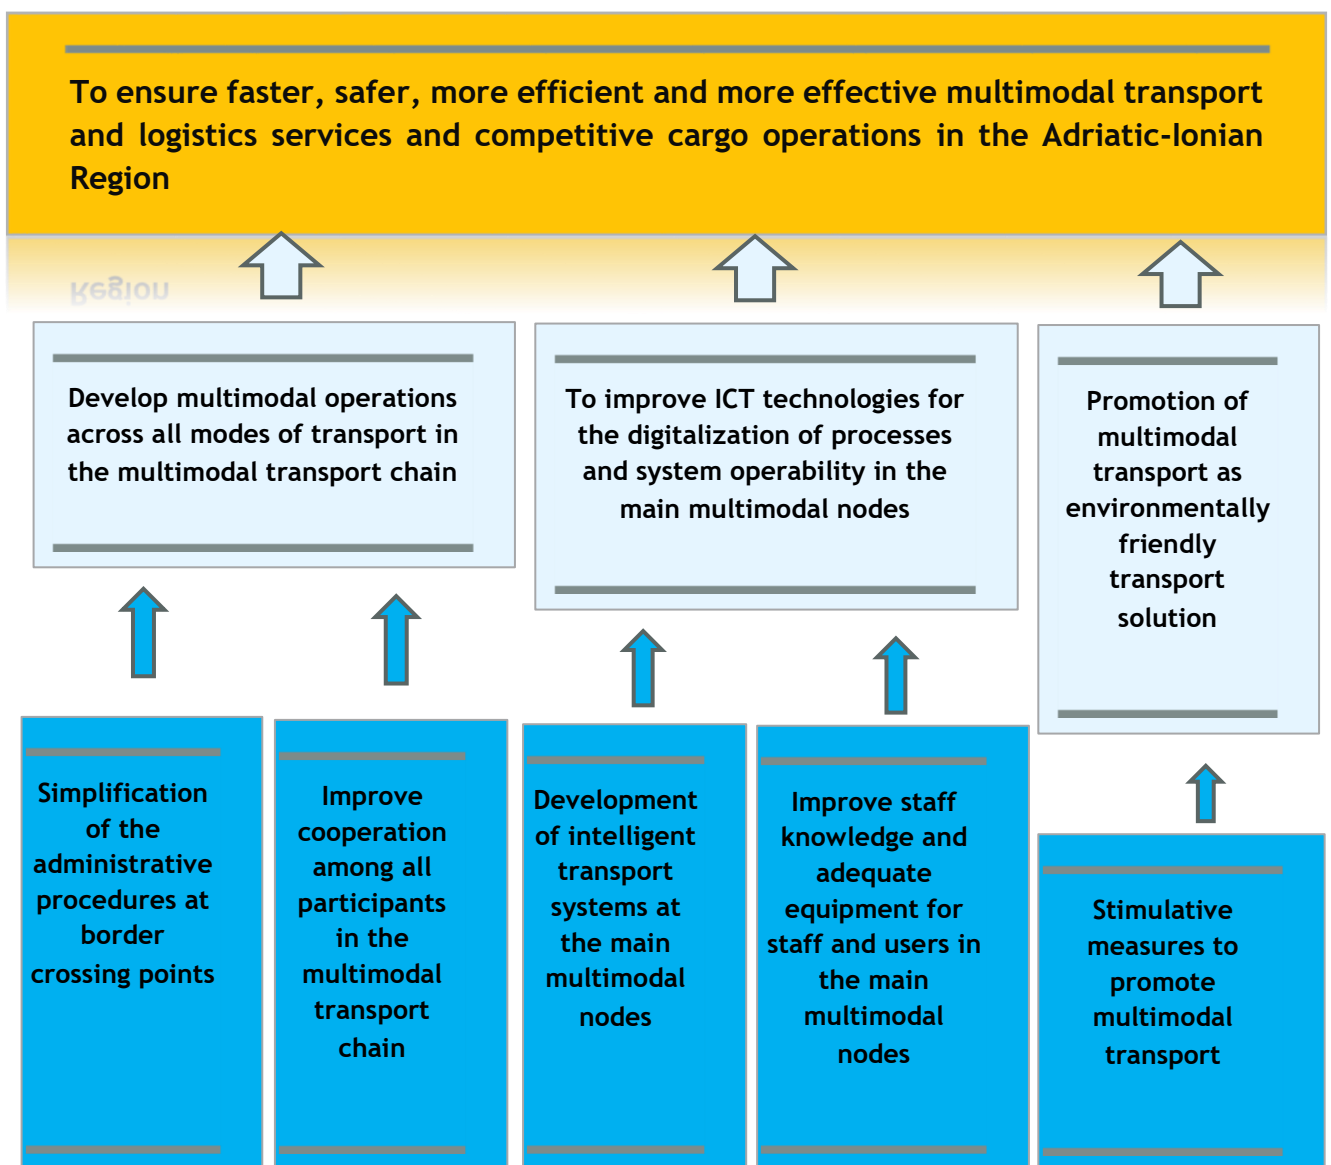 To ensure faster, safer, more efficient and more effective multimodal transport
and logistics services and competitive cargo operations in the Adriatic-Ionian
Region
Region
Develop multimodal operations
across all modes of transport in
the multimodal transport chain
To improve ICT technologies for
the digitalization of processes
and system operability in the
main multimodal nodes
Promotion of
multimodal
transport as
environmentally
friendly
transport
solution
Simplification
of the
administrative
procedures at
border
crossing points
Improve
cooperation
among all
participants
in the
multimodal
transport
chain
Development
of intelligent
transport
systems at
the main
multimodal
nodes
Improve staff
knowledge and
adequate
equipment for
staff and users in
the main
multimodal
nodes
Stimulative
measures to
promote
multimodal
transport